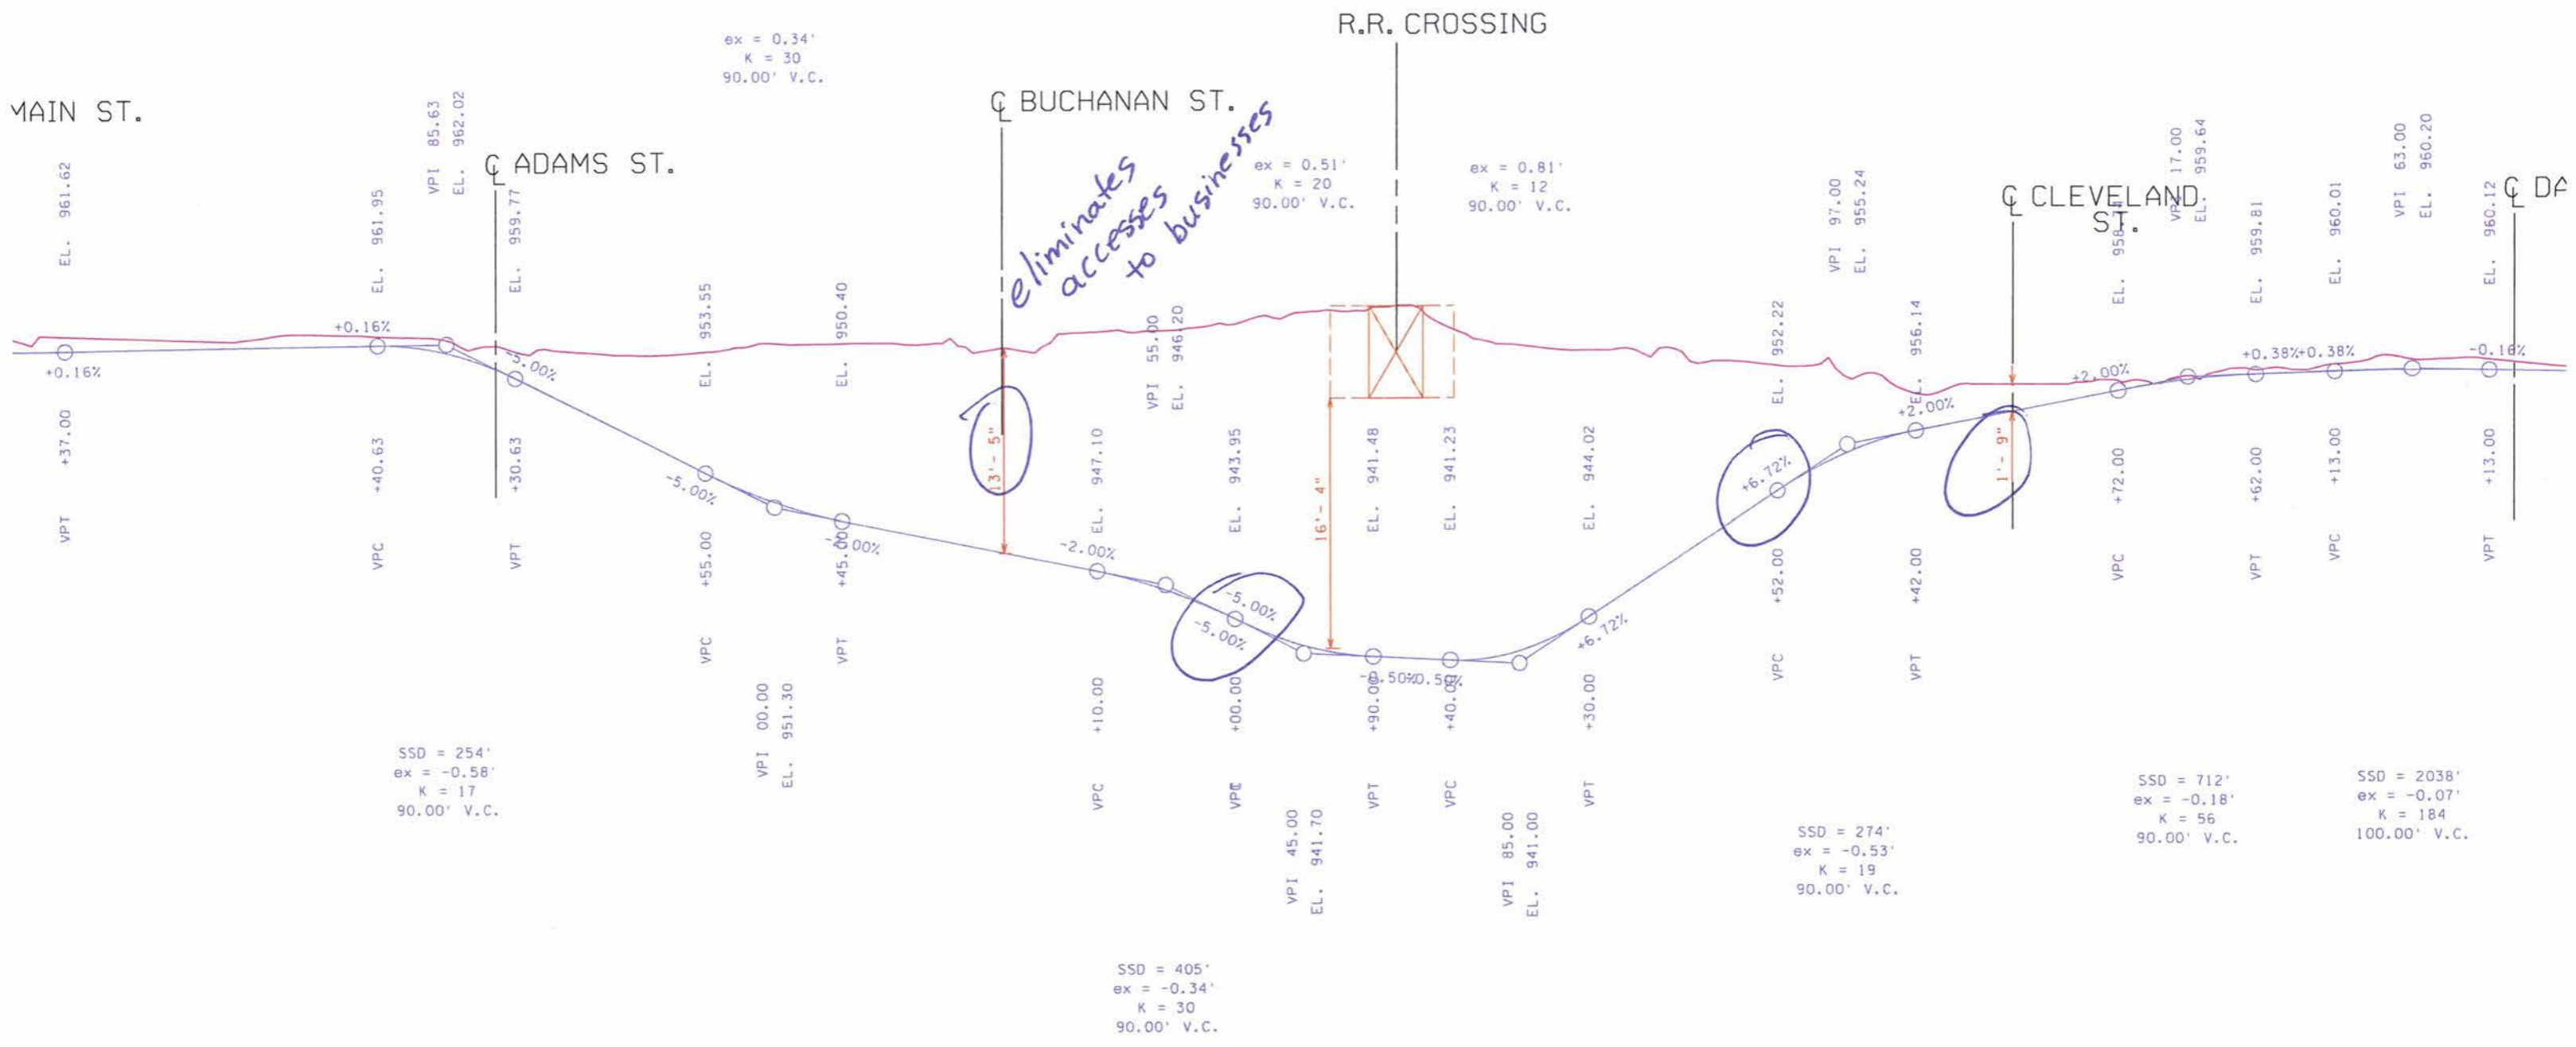 R.R. CROSSING
ex = 0.34'
K = 30
90.00' V.C.
MAIN ST.
℄ BUCHANAN ST.
℄ ADAMS ST.
eliminates
accesses
to businesses
ex = 0.51'
K = 20
90.00' V.C.
ex = 0.81'
K = 12
90.00' V.C.
℄ CLEVELAND
ST.
℄ DA
EL. 961.62
EL. 961.95
VPI 85.63
EL. 962.02
EL. 959.77
EL. 953.55
EL. 950.40
VPI 55.00
EL. 946.20
VPI 97.00
EL. 955.24
EL. 952.22
EL. 956.14
EL.
VPI 17.00
EL. 959.64
EL. 959.81
EL. 960.01
VPI 63.00
EL. 960.20
EL. 960.12
+0.16%
+0.16%
-5.00%
-5.00%
-2.00%
-2.00%
-5.00%
-5.00%
-0.50%
0.50%
+6.72%
+6.72%
+2.00%
+2.00%
+0.38%
+0.38%
-0.16%
13'- 5"
16'- 4"
1'- 9"
VPT +37.00
VPC +40.63
VPT +30.63
VPC +55.00
VPT +45.00
VPC +10.00 EL. 947.10
+00.00 EL. 943.95
VPT +90.00 EL. 941.48
VPC +40.00 EL. 941.23
VPT +30.00 EL. 944.02
VPC +52.00
VPT +42.00
VPC +72.00
VPT +62.00
VPC +13.00
VPT +13.00
VPI 00.00
EL. 951.30
VPI 45.00
EL. 941.70
VPI 85.00
EL. 941.00
SSD = 254'
ex = -0.58'
K = 17
90.00' V.C.
SSD = 405'
ex = -0.34'
K = 30
90.00' V.C.
SSD = 274'
ex = -0.53'
K = 19
90.00' V.C.
SSD = 712'
ex = -0.18'
K = 56
90.00' V.C.
SSD = 2038'
ex = -0.07'
K = 184
100.00' V.C.